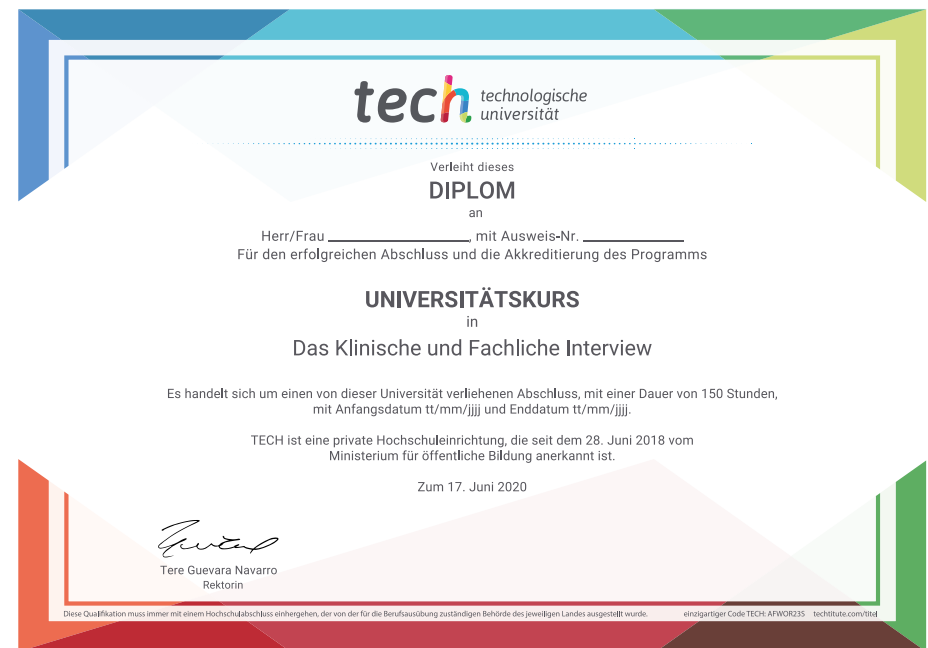 tech technologische
universität
Verleiht dieses
DIPLOM
an
Herr/Frau ____________, mit Ausweis-Nr. ____________
Für den erfolgreichen Abschluss und die Akkreditierung des Programms
UNIVERSITÄTSKURS
in
Das Klinische und Fachliche Interview
Es handelt sich um einen von dieser Universität verliehenen Abschluss, mit einer Dauer von 150 Stunden,
mit Anfangsdatum tt/mm/jjjj und Enddatum tt/mm/jjjj.
TECH ist eine private Hochschuleinrichtung, die seit dem 28. Juni 2018 vom
Ministerium für öffentliche Bildung anerkannt ist.
Zum 17. Juni 2020
Tere Guevara Navarro
Rektorin
Diese Qualifikation muss immer mit einem Hochschulabschluss einhergehen, der von der für die Berufsausübung zuständigen Behörde des jeweiligen Landes ausgestellt wurde. einzigartiger Code TECH: AFWOR23S techtitute.com/titel